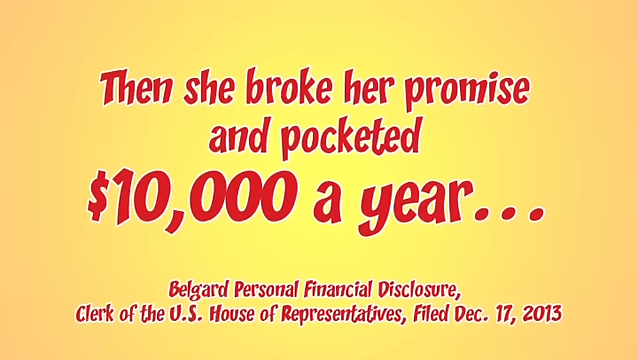 Then she broke her promise
and pocketed
$10,000 a year...
Belgard Personal Financial Disclosure,
Clerk of the U.S. House of Representatives, Filed Dec. 17, 2013